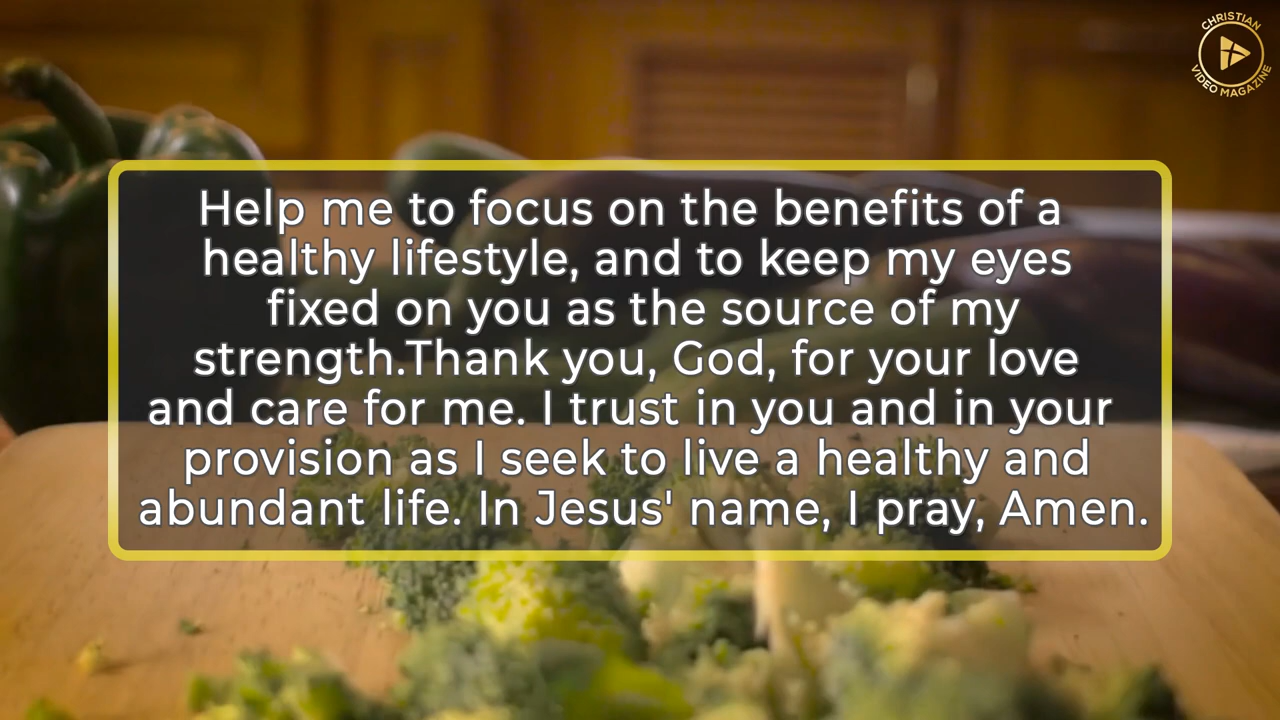 CHRISTIAN
VIDEO MAGAZINE
Help me to focus on the benefits of a
healthy lifestyle, and to keep my eyes
fixed on you as the source of my
strength.Thank you, God, for your love
and care for me. I trust in you and in your
provision as I seek to live a healthy and
abundant life. In Jesus' name, I pray, Amen.